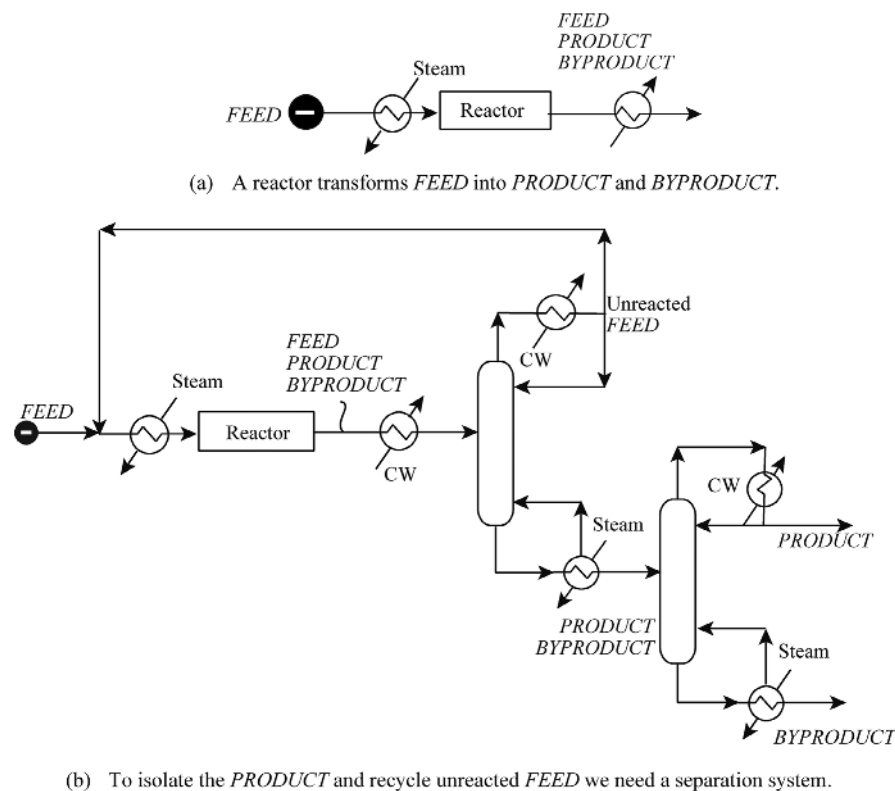 FEED
PRODUCT
BYPRODUCT
Steam
FEED
Reactor
(a) A reactor transforms FEED into PRODUCT and BYPRODUCT.
Unreacted
FEED
CW
FEED
PRODUCT
BYPRODUCT
Steam
FEED
Reactor
CW
CW
Steam
PRODUCT
PRODUCT
BYPRODUCT
Steam
BYPRODUCT
(b) To isolate the PRODUCT and recycle unreacted FEED we need a separation system.